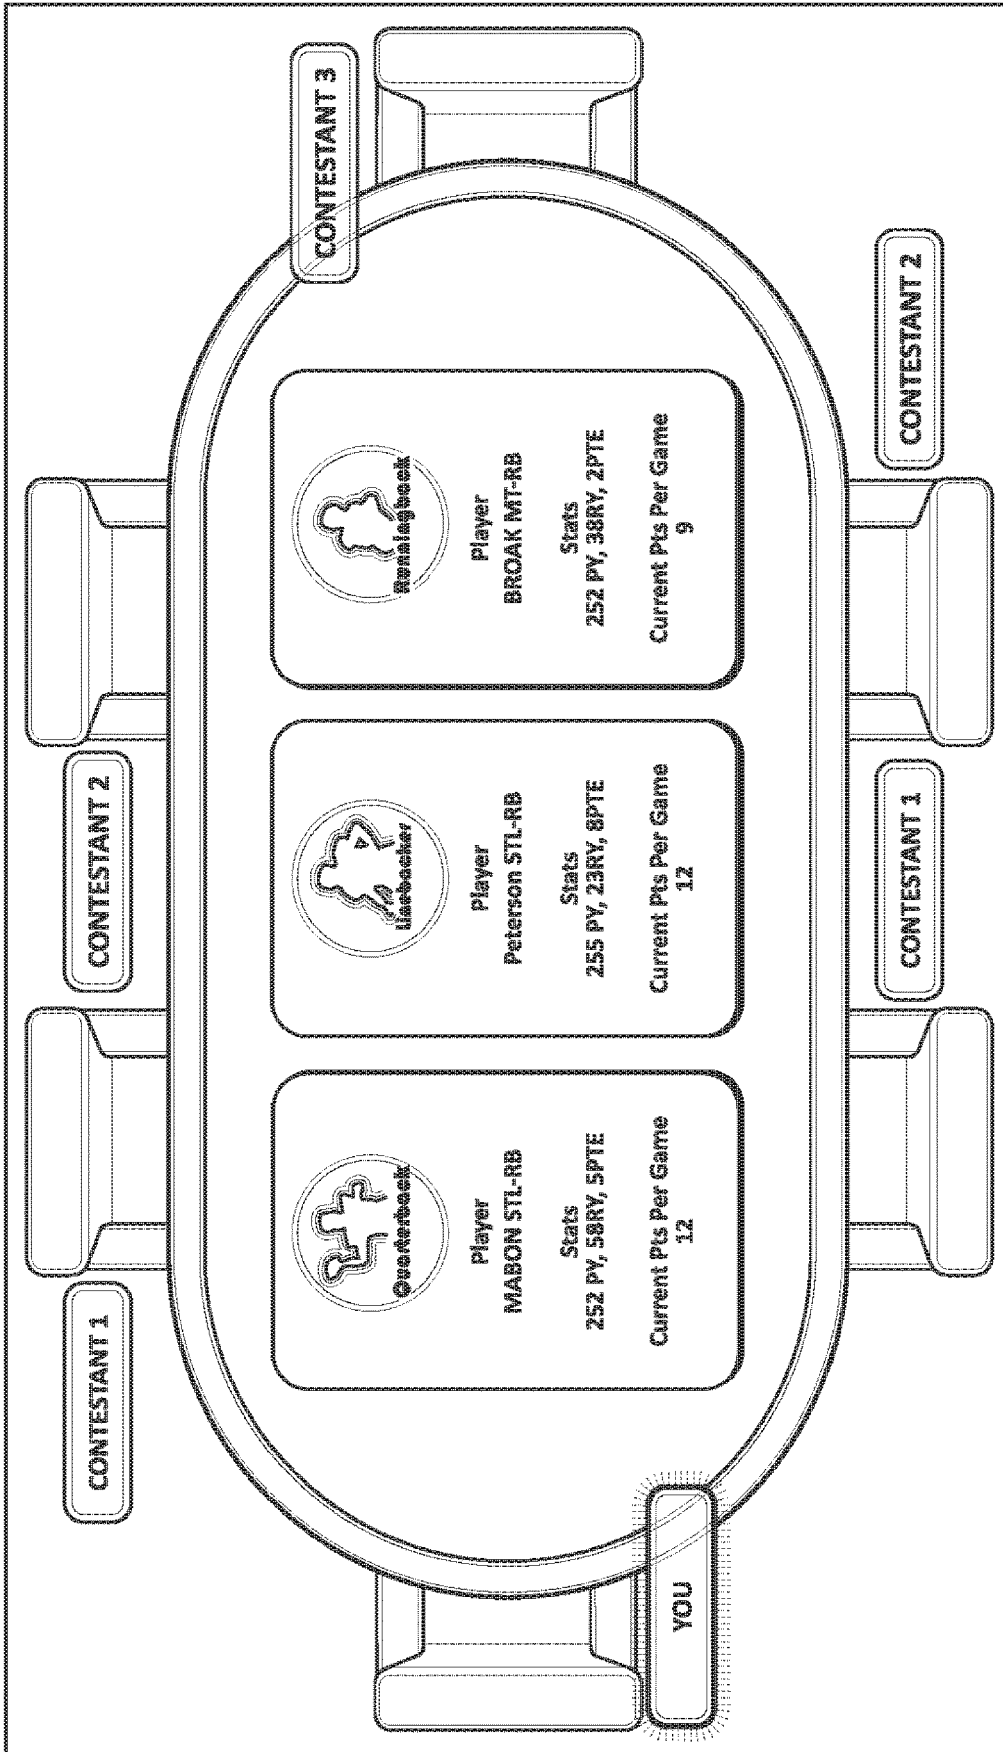 CONTESTANT 1
CONTESTANT 2
CONTESTANT 3
Quarterback
Player
MABON STL-RB
Stats
252 PY, 58RY, 5PTE
Current Pts Per Game
12
Linebacker
Player
Peterson STL-RB
Stats
255 PY, 23RY, 8PTE
Current Pts Per Game
12
Runningback
Player
BROAK MT-RB
Stats
252 PY, 38RY, 2PTE
Current Pts Per Game
9
YOU
CONTESTANT 1
CONTESTANT 2